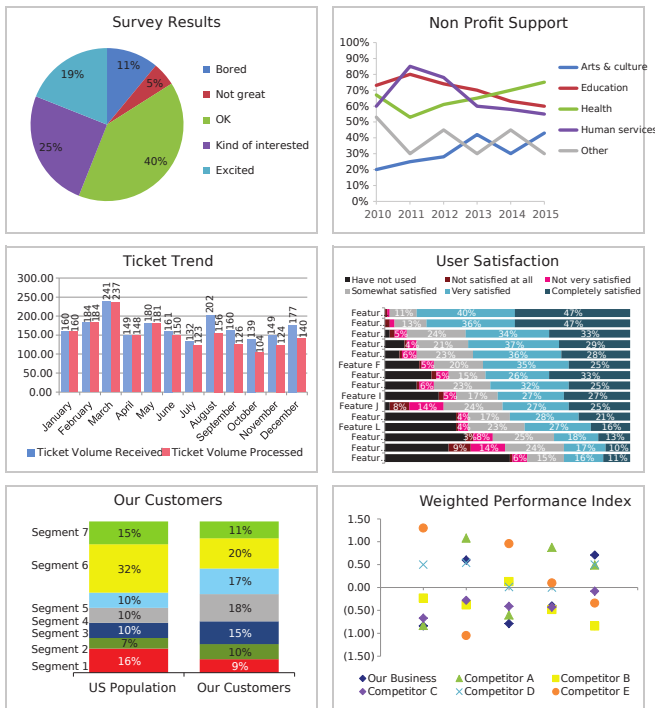 Survey Results
11%
5%
40%
25%
19%
Bored
Not great
OK
Kind of interested
Excited
Non Profit Support
100%
90%
80%
70%
60%
50%
40%
30%
20%
10%
0%
2010 2011 2012 2013 2014 2015
Arts & culture
Education
Health
Human services
Other
Ticket Trend
300.00
250.00
200.00
150.00
100.00
50.00
0.00
160 184 241 149 180 161 132 202 160 139 149 177
160 184 237 148 181 150 123 156 126 104 124 140
January February March April May June July August September October November December
Ticket Volume Received Ticket Volume Processed
User Satisfaction
Have not used Not satisfied at all Not very satisfied
Somewhat satisfied Very satisfied Completely satisfied
Featur. 11% 40% 47%
Featur. 13% 36% 47%
Featur. 5% 24% 34% 33%
Featur. 4% 21% 37% 29%
Featur. 6% 23% 36% 28%
Feature F 5% 20% 35% 25%
Featur. 5% 15% 26% 33%
Featur. 6% 23% 32% 25%
Feature I 5% 17% 27% 27%
Feature J 8% 14% 24% 27% 25%
Featur. 4% 17% 28% 21%
Feature L 4% 23% 27% 16%
Featur. 3% 8% 25% 18% 13%
Featur. 9% 14% 24% 17% 10%
Featur. 6% 15% 16% 11%
Our Customers
Segment 7 15% 11%
Segment 6 32% 20%
Segment 5 10% 17%
Segment 4 10% 18%
Segment 3 10% 15%
Segment 2 7% 10%
Segment 1 16% 9%
US Population Our Customers
Weighted Performance Index
1.50
1.00
0.50
0.00
(0.50)
(1.00)
(1.50)
Our Business Competitor A Competitor B
Competitor C Competitor D Competitor E